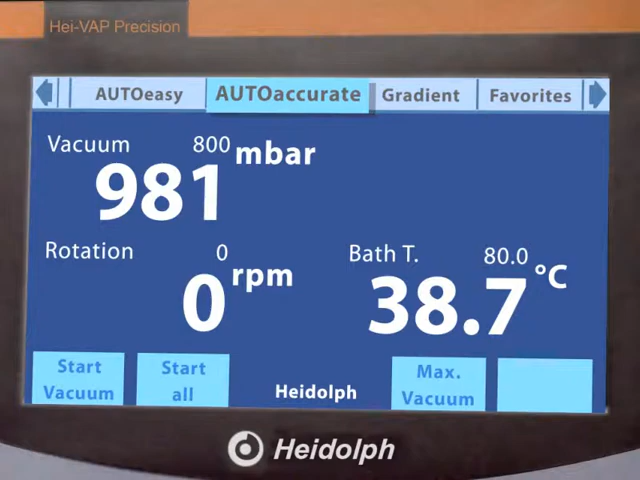 Hei-VAP Precision
AUTOeasy AUTOaccurate Gradient Favorites
Vacuum 800 mbar
981
Rotation 0 rpm
0
Bath T. 80.0 °C
38.7
Start Vacuum
Start all
Heidolph
Max. Vacuum
Heidolph